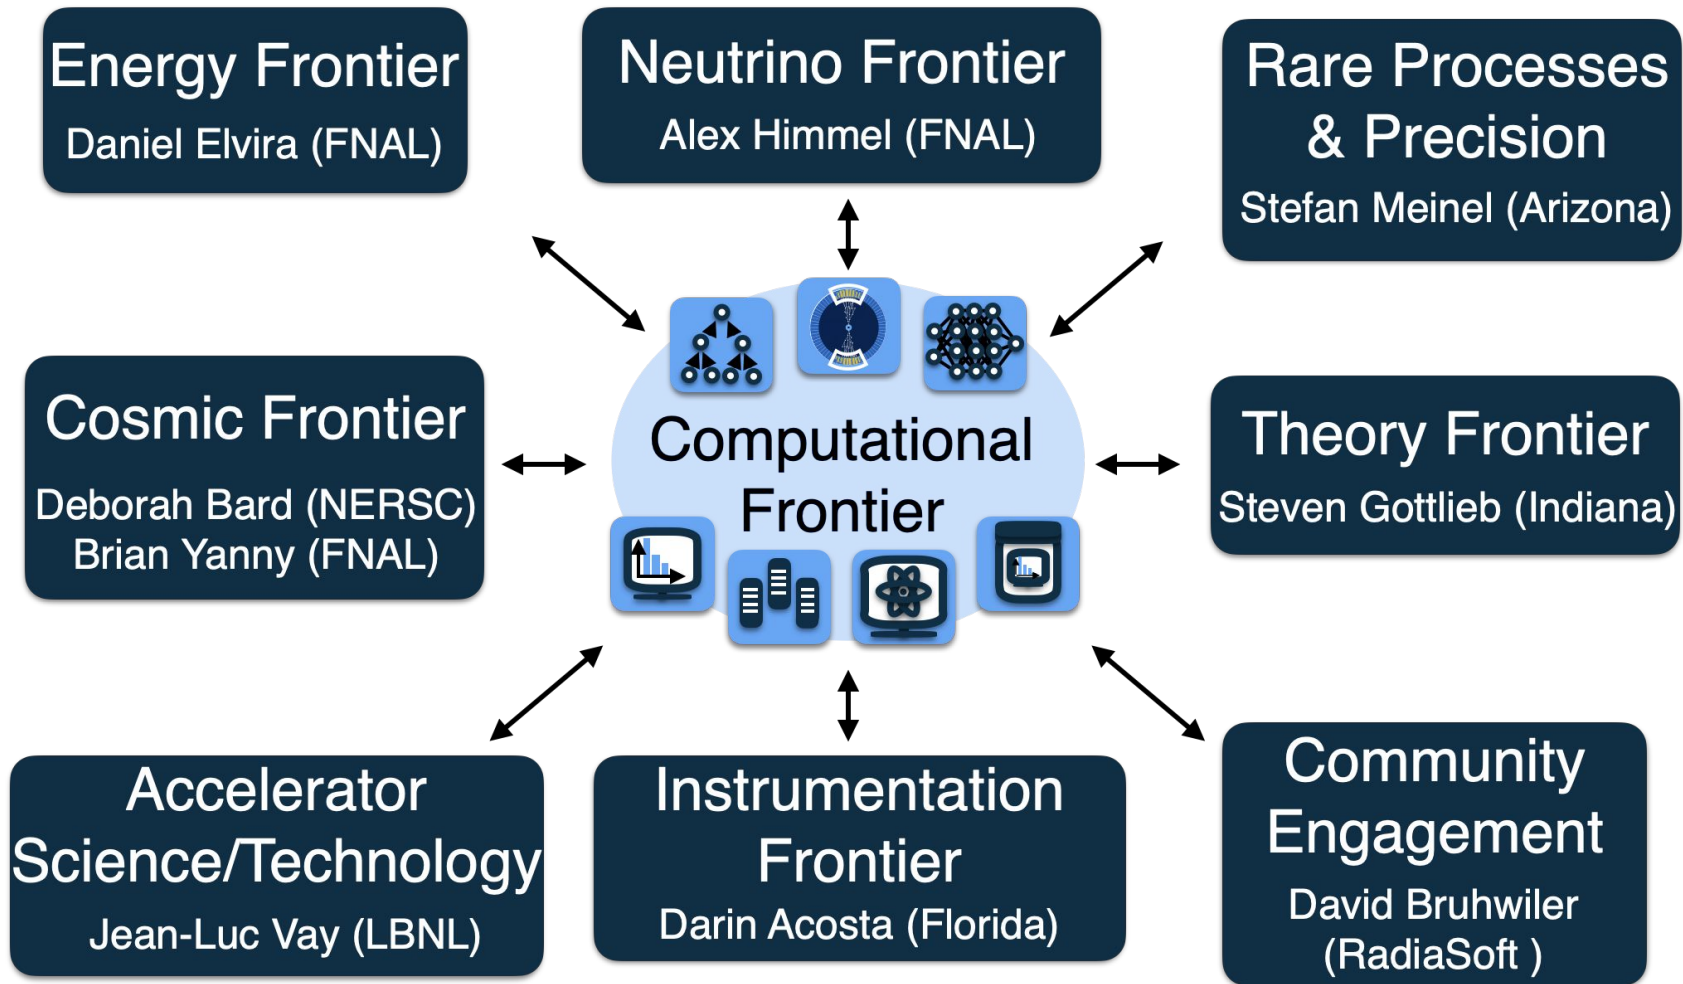 Energy Frontier
Daniel Elvira (FNAL)
Neutrino Frontier
Alex Himmel (FNAL)
Rare Processes
& Precision
Stefan Meinel (Arizona)
Cosmic Frontier
Deborah Bard (NERSC)
Brian Yanny (FNAL)
Computational
Frontier
Theory Frontier
Steven Gottlieb (Indiana)
Accelerator
Science/Technology
Jean-Luc Vay (LBNL)
Instrumentation
Frontier
Darin Acosta (Florida)
Community
Engagement
David Bruhwiler
(RadiaSoft )